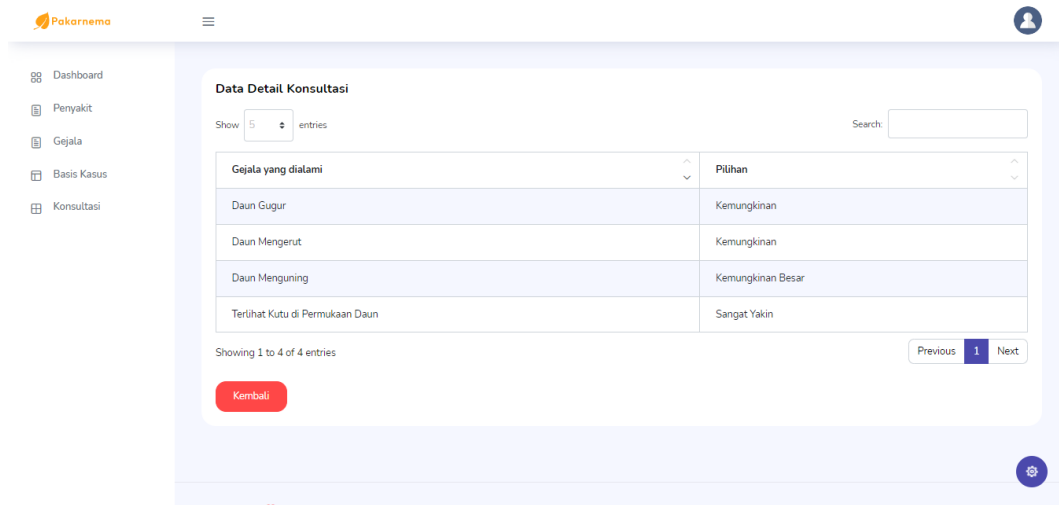 Pakarnema
Dashboard
Penyakit
Gejala
Basis Kasus
Konsultasi
Data Detail Konsultasi
Show 5 entries
Search:
Gejala yang dialami Pilihan
Daun Gugur Kemungkinan
Daun Mengerut Kemungkinan
Daun Menguning Kemungkinan Besar
Terlihat Kutu di Permukaan Daun Sangat Yakin
Showing 1 to 4 of 4 entries
Previous 1 Next
Kembali